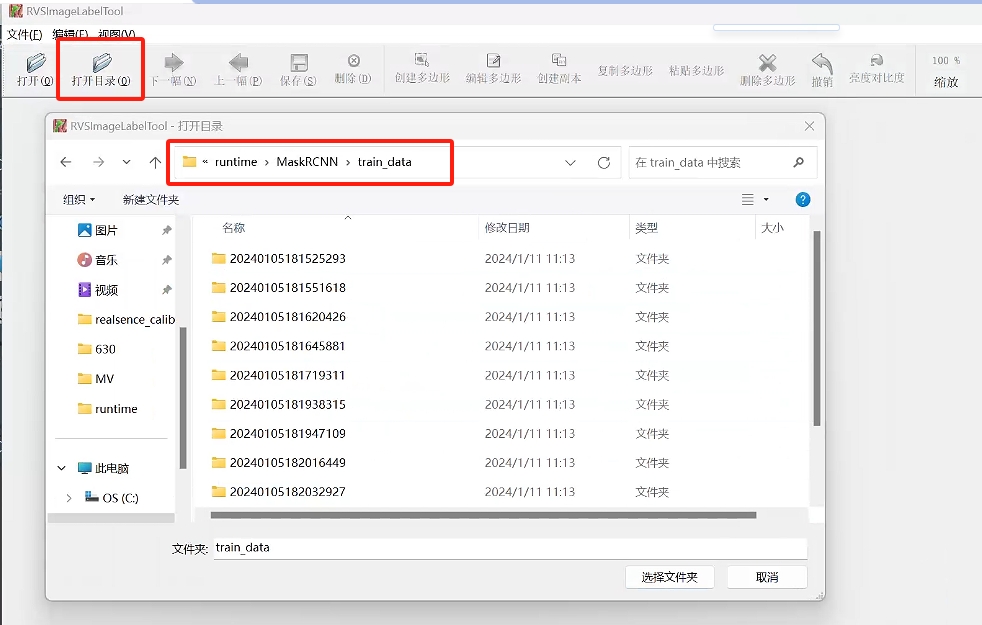 RVSImageLabelTool
文件(F) 编辑(E) 视图(V)
打开(O) 打开目录(O) 下一幅(N) 上一幅(P) 保存(S) 删除(D) 创建多边形 编辑多边形 创建副本 复制多边形 粘贴多边形 删除多边形 撤销 亮度对比度 100 % 缩放
RVSImageLabelTool - 打开目录
« runtime › MaskRCNN › train_data 在 train_data 中搜索
组织 新建文件夹
名称 修改日期 类型 大小
图片
音乐
视频
realsence_calib
630
MV
runtime
此电脑
OS (C:)
20240105181525293 2024/1/11 11:13 文件夹
20240105181551618 2024/1/11 11:13 文件夹
20240105181620426 2024/1/11 11:13 文件夹
20240105181645881 2024/1/11 11:13 文件夹
20240105181719311 2024/1/11 11:13 文件夹
20240105181938315 2024/1/11 11:13 文件夹
20240105181947109 2024/1/11 11:13 文件夹
20240105182016449 2024/1/11 11:13 文件夹
20240105182032927 2024/1/11 11:13 文件夹
文件夹: train_data
选择文件夹 取消